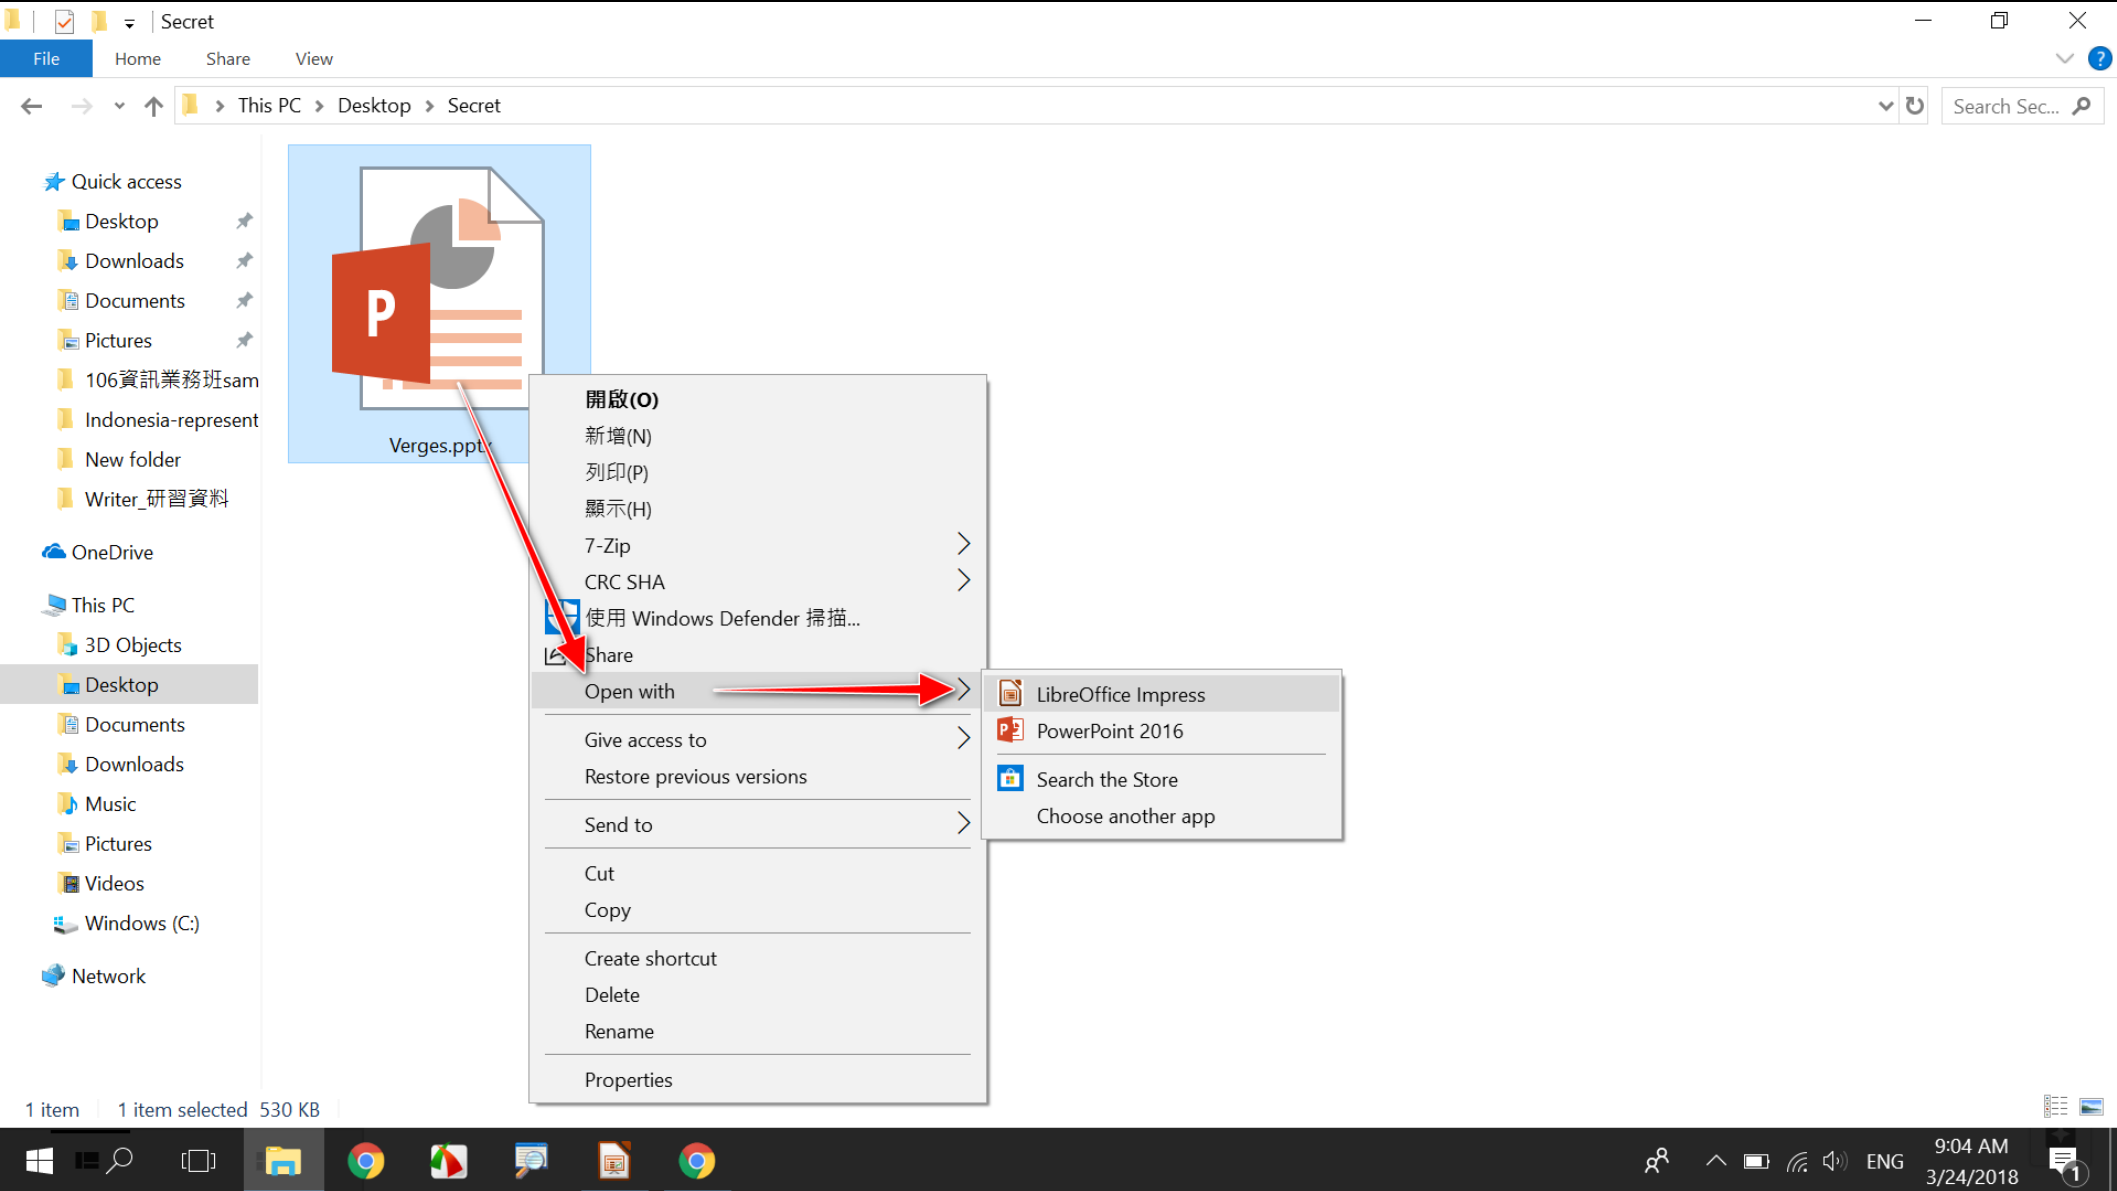 Secret
File Home Share View
This PC Desktop Secret
Search Sec...
Quick access
Desktop
Downloads
Documents
Pictures
106資訊業務班sam
Indonesia-represent
New folder
Writer_研習資料
OneDrive
This PC
3D Objects
Desktop
Documents
Downloads
Music
Pictures
Videos
Windows (C:)
Network
P
Verges.pptx
開啟(O)
新增(N)
列印(P)
顯示(H)
7-Zip
CRC SHA
使用 Windows Defender 掃描...
Share
Open with
Give access to
Restore previous versions
Send to
Cut
Copy
Create shortcut
Delete
Rename
Properties
LibreOffice Impress
PowerPoint 2016
Search the Store
Choose another app
1 item 1 item selected 530 KB
ENG
9:04 AM
3/24/2018
1